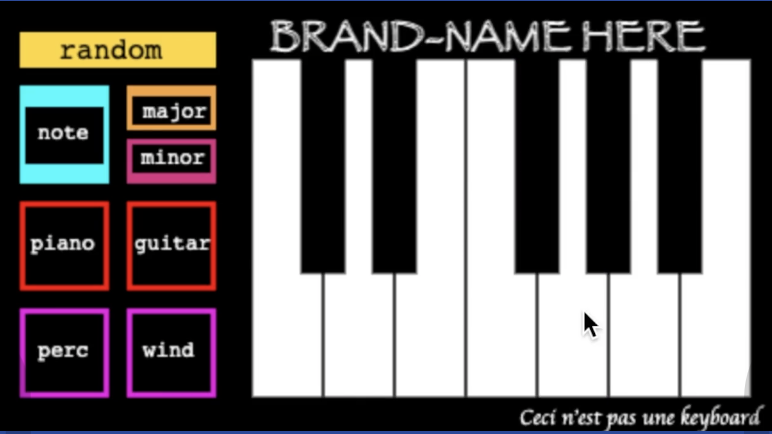 BRAND-NAME HERE
random
note
major
minor
piano
guitar
perc
wind
Ceci n'est pas une keyboard